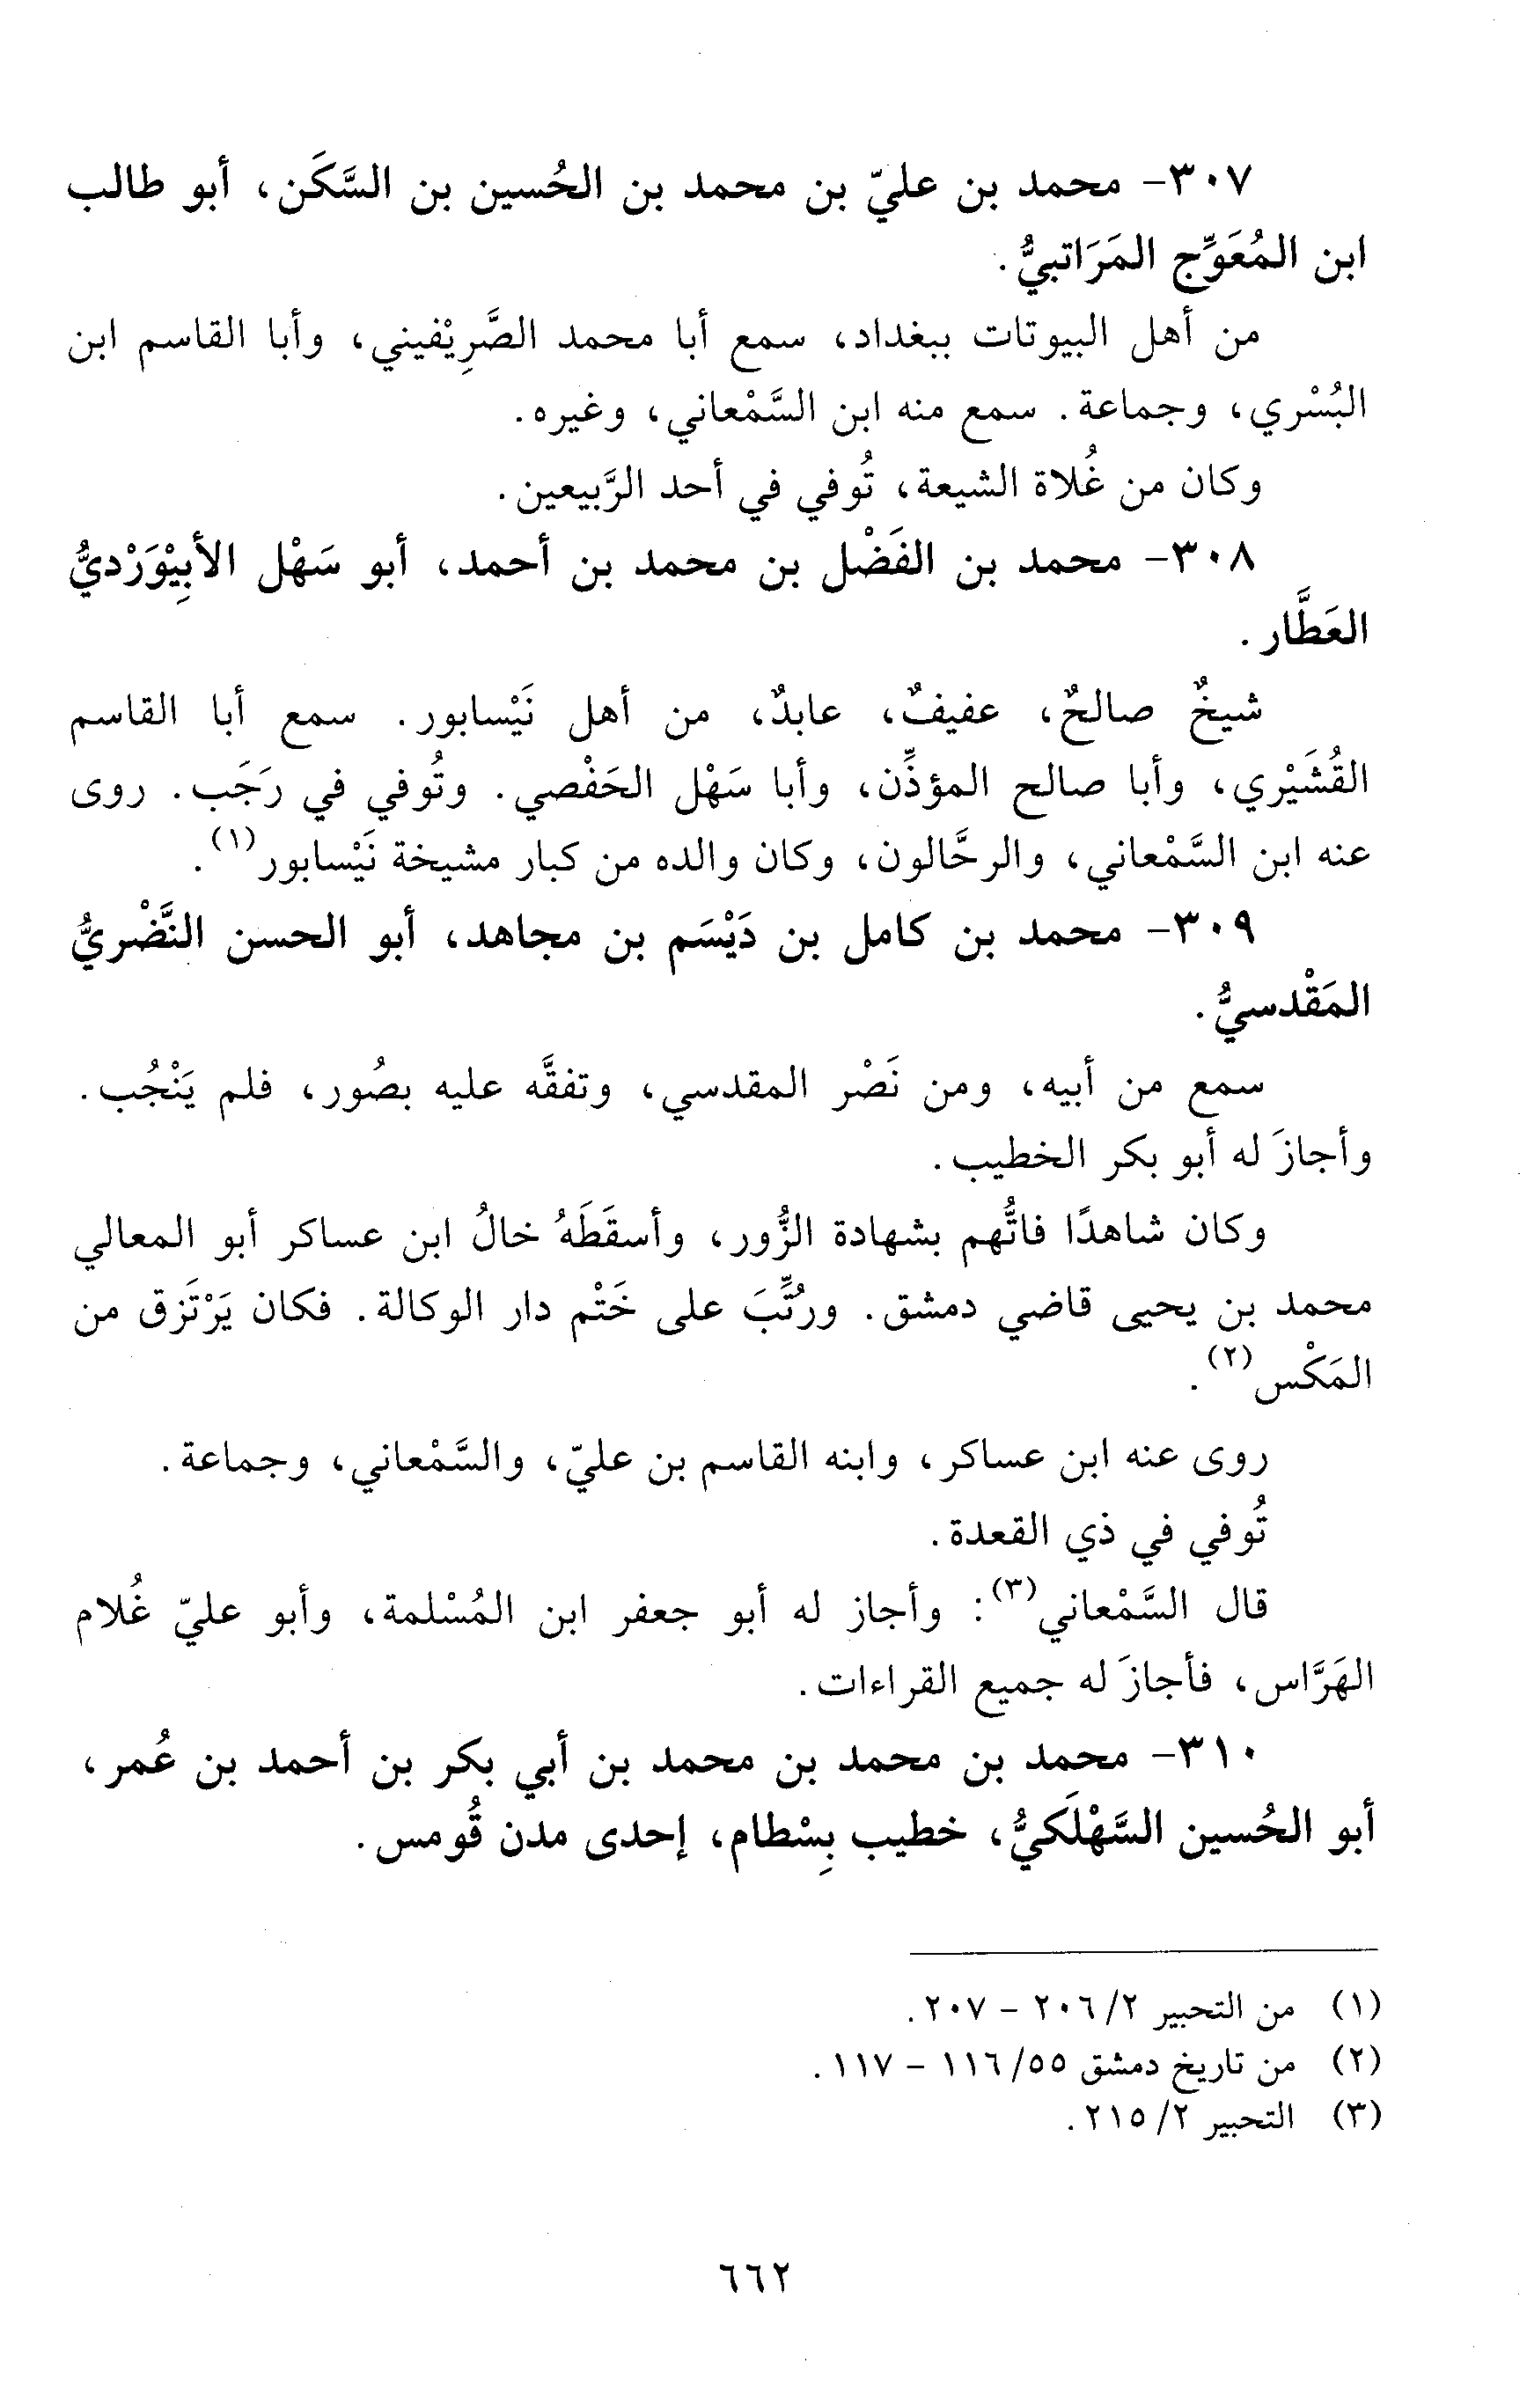 ٣٠٧- محمد بن عليّ بن محمد بن الحُسين بن السَّكَن، أبو طالب
ابن المُعَوِّج المَرَاتبيُّ.
من أهل البيوتات ببغداد، سمع أبا محمد الصَّرِيْفيني، وأبا القاسم ابن
البُسْري، وجماعة. سمع منه ابن السَّمْعاني، وغيره.
وكان من غُلاة الشيعة، تُوفي في أحد الرَّبيعين.
٣٠٨- محمد بن الفَضْل بن محمد بن أحمد، أبو سَهْل الأبِيْوَرْديُّ
العَطَّار.
شيخٌ صالحٌ، عفيفٌ، عابدٌ، من أهل نَيْسابور. سمع أبا القاسم
القُشَيْري، وأبا صالح المؤذِّن، وأبا سَهْل الحَفْصي. وتُوفي في رَجَب. روى
عنه ابن السَّمْعاني، والرحَّالون، وكان والده من كبار مشيخة نَيْسابور(١).
٣٠٩- محمد بن كامل بن دَيْسَم بن مجاهد، أبو الحسن النَّضْريُّ
المَقْدسيُّ.
سمع من أبيه، ومن نَصْر المقدسي، وتفقَّه عليه بصُور، فلم يَنْجُب.
وأجازَ له أبو بكر الخطيب.
وكان شاهدًا فاتُّهم بشهادة الزُّور، وأسقَطَهُ خالُ ابن عساكر أبو المعالي
محمد بن يحيى قاضي دمشق. ورُتِّبَ على خَتْم دار الوكالة. فكان يَرْتَزق من
المَكْس(٢).
روى عنه ابن عساكر، وابنه القاسم بن عليّ، والسَّمْعاني، وجماعة.
تُوفي في ذي القعدة.
قال السَّمْعاني(٣): وأجاز له أبو جعفر ابن المُسْلمة، وأبو عليّ غُلام
الهَرَّاس، فأجازَ له جميع القراءات.
٣١٠- محمد بن محمد بن محمد بن أبي بكر بن أحمد بن عُمر،
أبو الحُسين السَّهْلَكيُّ، خطيب بِسْطام، إحدى مدن قُومس.
(١) من التحبير ٢/ ٢٠٦ - ٢٠٧.
(٢) من تاريخ دمشق ٥٥/ ١١٦ - ١١٧.
(٣) التحبير ٢/ ٢١٥.
٦٦٢